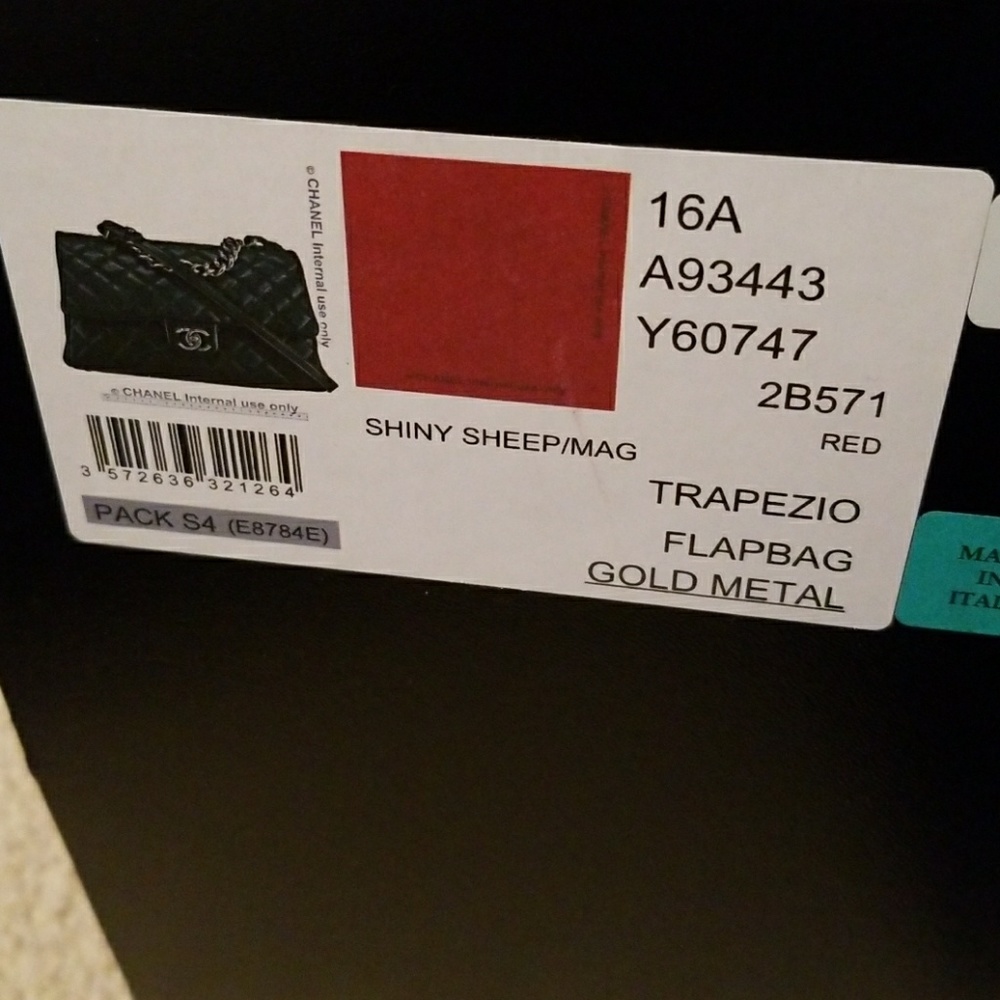 © CHANEL Internal use only
© CHANEL Internal use only
3 572636 321264
PACK S4 (E8784E)
SHINY SHEEP/MAG
16A
A93443
Y60747
2B571
RED
TRAPEZIO
FLAPBAG
GOLD METAL
MA
IN
ITAL